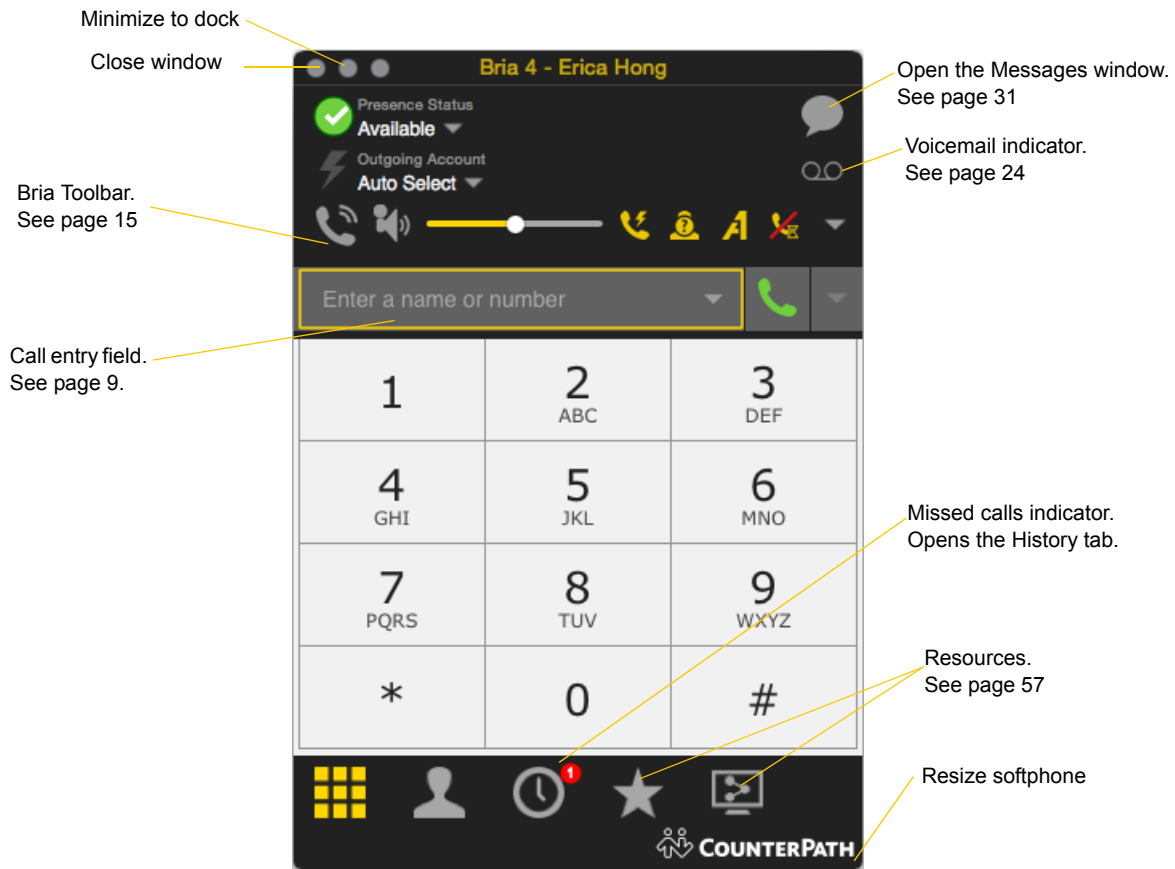 Minimize to dock
Close window
Bria 4 - Erica Hong
Open the Messages window.
See page 31
Presence Status
Available
Voicemail indicator.
See page 24
Outgoing Account
Auto Select
Bria Toolbar.
See page 15
Enter a name or number
Call entry field.
See page 9.
1
2
ABC
3
DEF
4
GHI
5
JKL
6
MNO
Missed calls indicator.
Opens the History tab.
7
PQRS
8
TUV
9
WXYZ
Resources.
See page 57
*
0
#
1
Resize softphone
COUNTERPATH